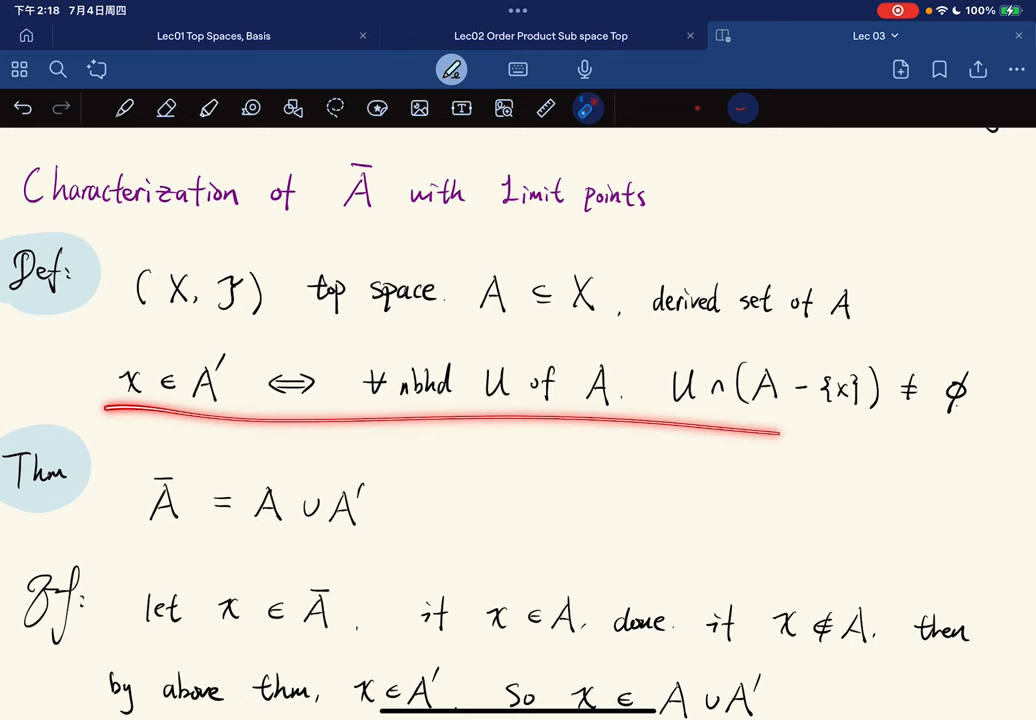 下午2:18 7月4日周四
100%
Lec01 Top Spaces, Basis
Lec02 Order Product Sub space Top
Lec 03
Characterization of Ā with Limit points
Def:
(X, 𝒯) top space. A ⊆ X, derived set of A
x ∈ A′ ⟺ ∀ nbhd U of A. U ∩ (A - {x}) ≠ ∅
Thm
Ā = A ∪ A′
Pf:
let x ∈ Ā. if x ∈ A, done. if x ∉ A, then
by above thm, x ∈ A′. So x ∈ A ∪ A′